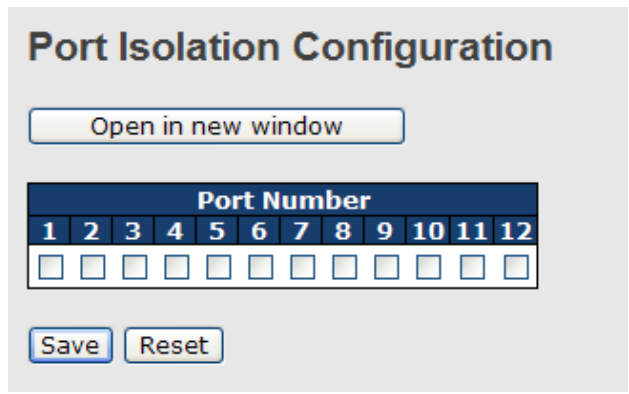 Port Isolation Configuration
Open in new window
Port Number
1 2 3 4 5 6 7 8 9 10 11 12
Save Reset